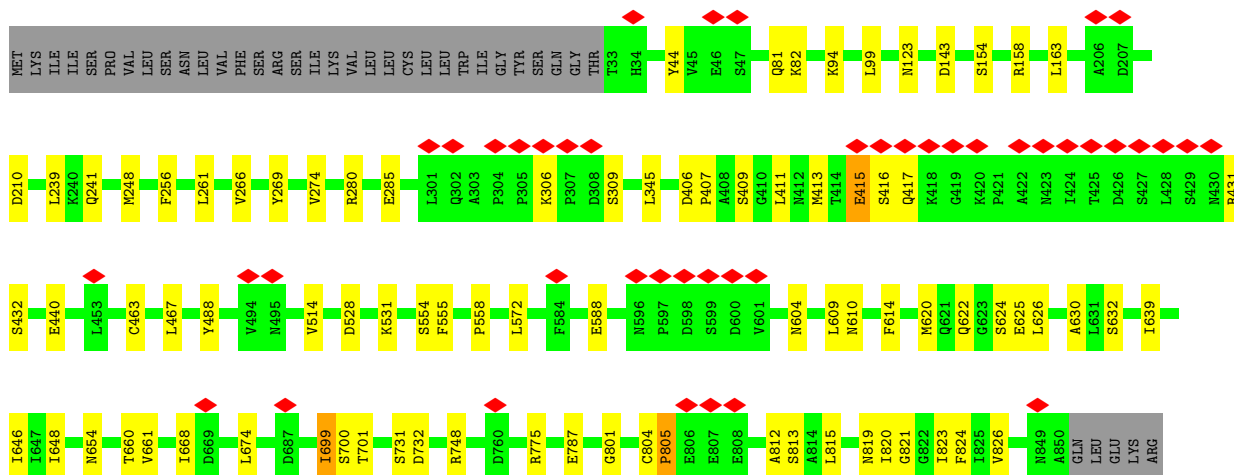 MET LYS ILE ILE SER PRO VAL LEU SER ASN LEU VAL PHE SER ARG SER ILE LYS VAL LEU LEU CYS LEU LEU TRP ILE GLY TYR SER GLN GLY THR T33 H34 Y44 V45 E46 S47 Q81 K82 K94 L99 N123 D143 S154 R158 L163 A206 D207
D210 L239 K240 Q241 M248 F256 L261 V266 Y269 V274 R280 E285 L301 Q302 A303 P304 P305 K306 P307 D308 S309 L345 D406 P407 A408 S409 G410 L411 N412 M413 T414 E415 S416 Q417 K418 G419 K420 P421 A422 N423 I424 T425 D426 S427 L428 S429 N430 R431
S432 E440 L453 C463 L467 Y488 V494 N495 V514 D528 K531 S554 F555 P558 L572 F584 E588 N596 P597 D598 S599 D600 V601 N604 L609 N610 F614 M620 Q621 Q622 G623 S624 E625 L626 A630 L631 S632 I639
I646 I647 I648 N654 T660 V661 I668 D669 L674 D687 I699 S700 T701 S731 D732 R748 D760 R775 E787 G801 C804 P805 E806 E807 E808 A812 S813 A814 L815 N819 I820 G821 G822 I823 F824 I825 V826 N849 A850 GLN LEU GLU LYS ARG